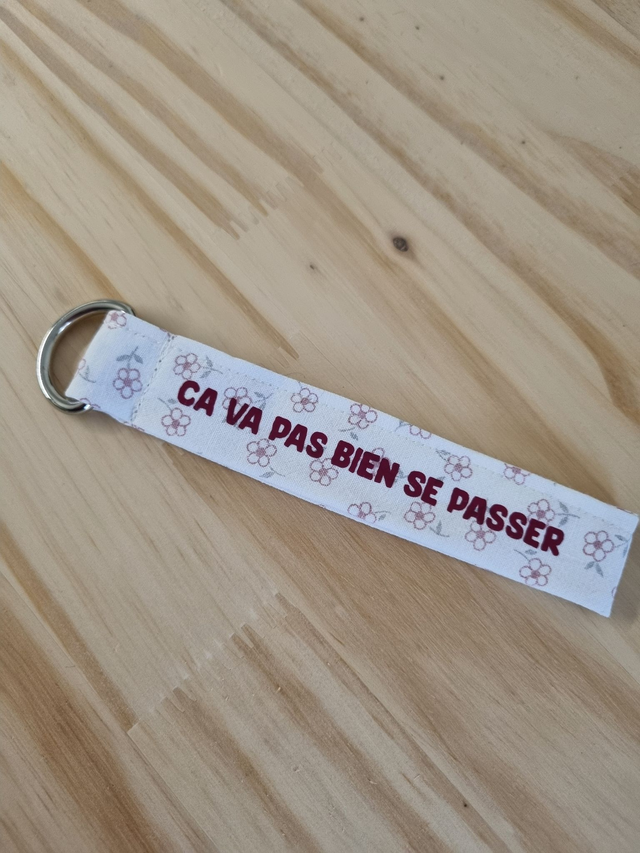 CA VA PAS BIEN SE PASSER